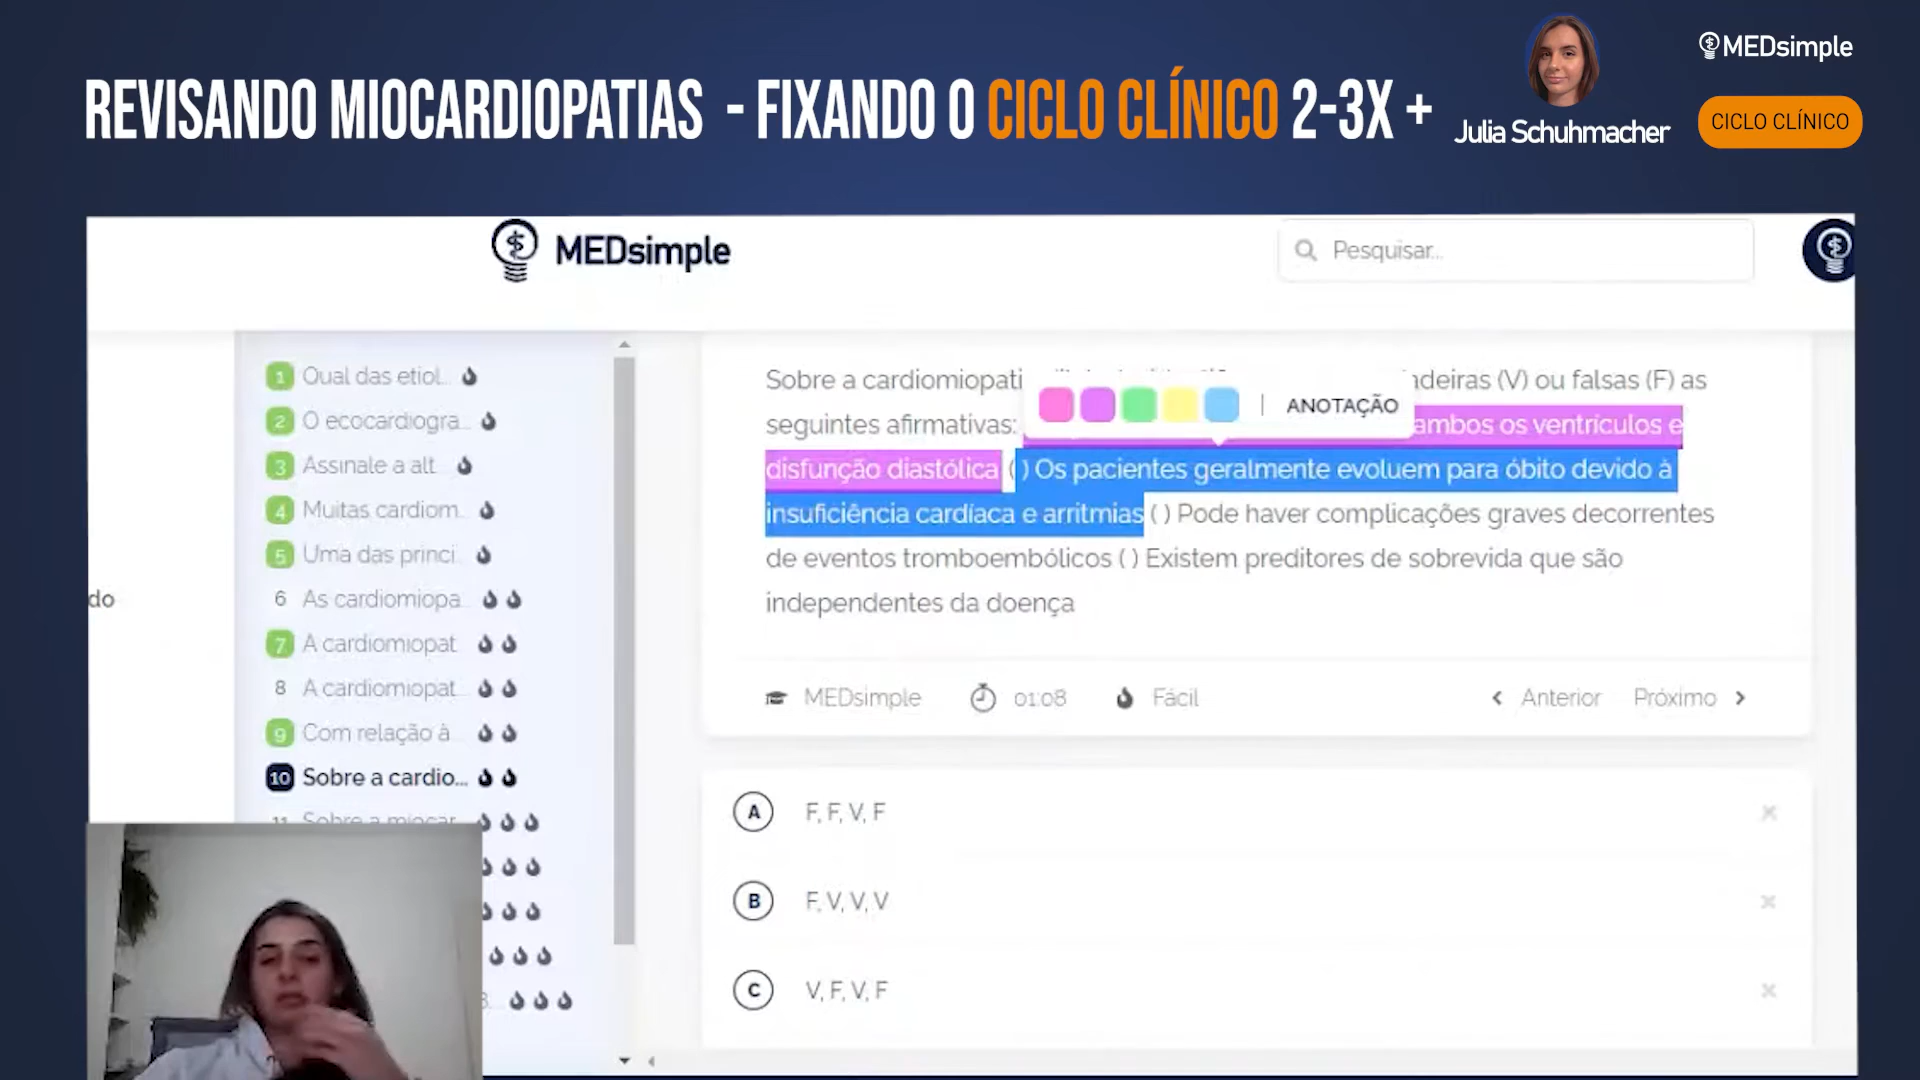 REVISANDO MIOCARDIOPATIAS - FIXANDO O CICLO CLÍNICO 2-3X +
Julia Schuhmacher
MEDsimple
CICLO CLÍNICO
MEDsimple
Pesquisar...
do
1 Qual das etiol...
2 O ecocardiogra...
3 Assinale a alt...
4 Muitas cardiom...
5 Uma das princi...
6 As cardiomiopa...
7 A cardiomiopat...
8 A cardiomiopat...
9 Com relação à ...
10 Sobre a cardio...
11 Sobre a miocar...
Sobre a cardiomiopati adeiras (V) ou falsas (F) as
seguintes afirmativas: ambos os ventrículos e
disfunção diastólica ( ) Os pacientes geralmente evoluem para óbito devido à
insuficiência cardíaca e arritmias ( ) Pode haver complicações graves decorrentes
de eventos tromboembólicos ( ) Existem preditores de sobrevida que são
independentes da doença
ANOTAÇÃO
MEDsimple 01:08 Fácil Anterior Próximo
A F, F, V, F
B F, V, V, V
C V, F, V, F